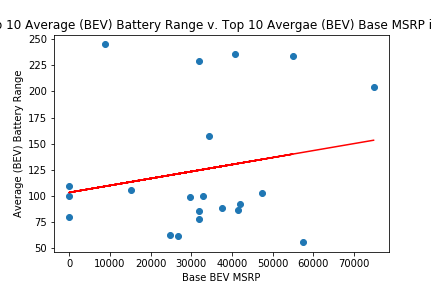 10 Average (BEV) Battery Range v. Top 10 Avergae (BEV) Base MSRP
250
225
200
175
150
125
100
75
50
Average (BEV) Battery Range
0 10000 20000 30000 40000 50000 60000 70000
Base BEV MSRP